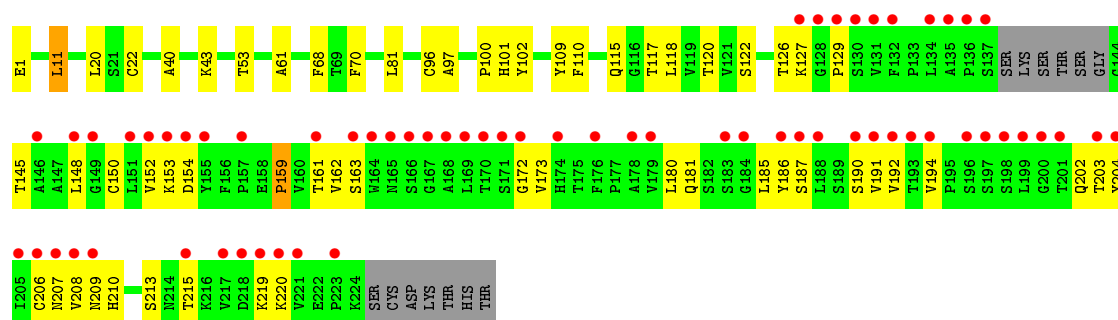 E1 L11 L20 S21 C22 A40 K43 T53 A61 F68 T69 F70 L81 C96 A97 P100 H101 Y102 Y109 F110 Q115 G116 T117 L118 V119 T120 V121 S122 T126 K127 G128 P129 S130 V131 F132 P133 L134 A135 P136 S137 SER LYS SER THR SER GLY G144
T145 A146 A147 L148 G149 C150 L151 V152 K153 D154 Y155 F156 P157 E158 P159 V160 T161 V162 S163 W164 N165 S166 G167 A168 L169 T170 S171 G172 V173 H174 T175 F176 P177 A178 V179 L180 Q181 S182 S183 G184 L185 Y186 S187 L188 S189 S190 V191 V192 T193 V194 P195 S196 S197 S198 L199 G200 T201 Q202 T203 Y204
I205 C206 N207 V208 N209 H210 S213 N214 T215 K216 V217 D218 K219 K220 V221 E222 P223 K224 SER CYS ASP LYS THR HIS THR